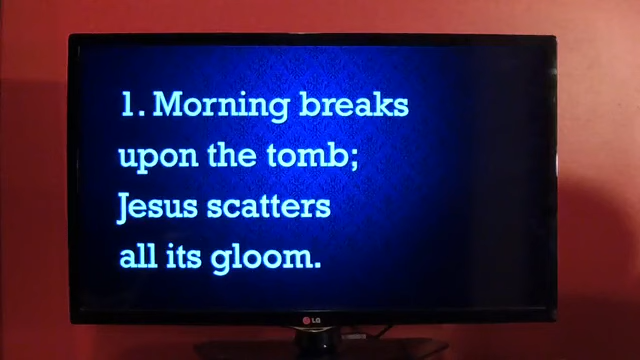 1. Morning breaks
upon the tomb;
Jesus scatters
all its gloom.
LG